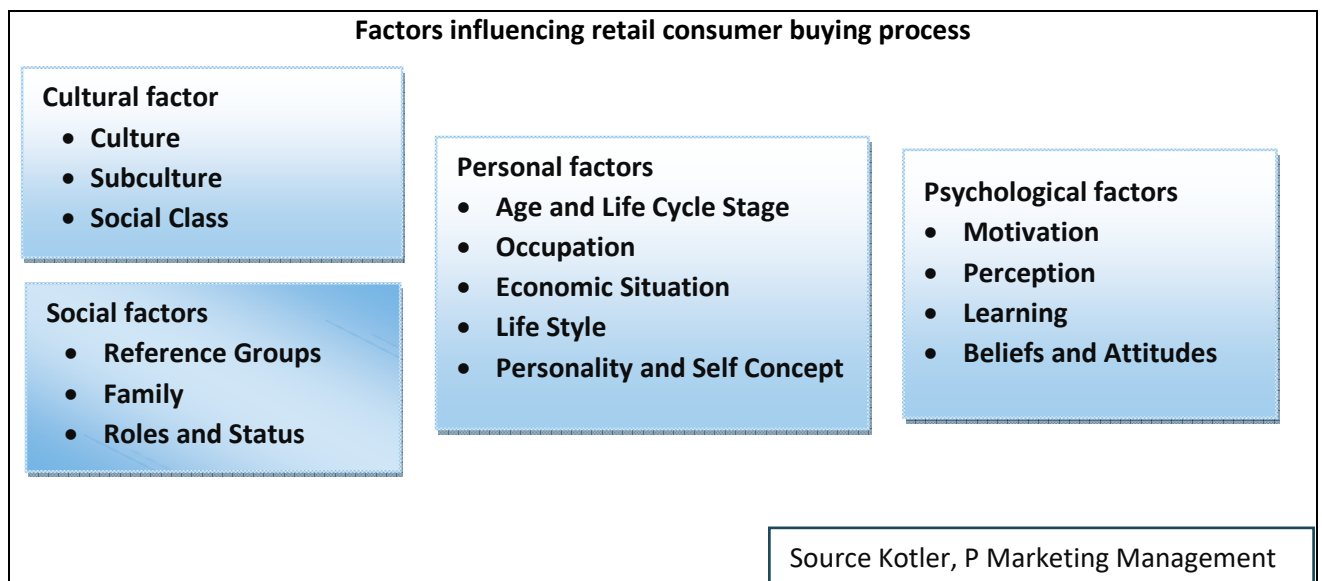 Factors influencing retail consumer buying process
Cultural factor
• Culture
• Subculture
• Social Class
Social factors
• Reference Groups
• Family
• Roles and Status
Personal factors
• Age and Life Cycle Stage
• Occupation
• Economic Situation
• Life Style
• Personality and Self Concept
Psychological factors
• Motivation
• Perception
• Learning
• Beliefs and Attitudes
Source Kotler, P Marketing Management